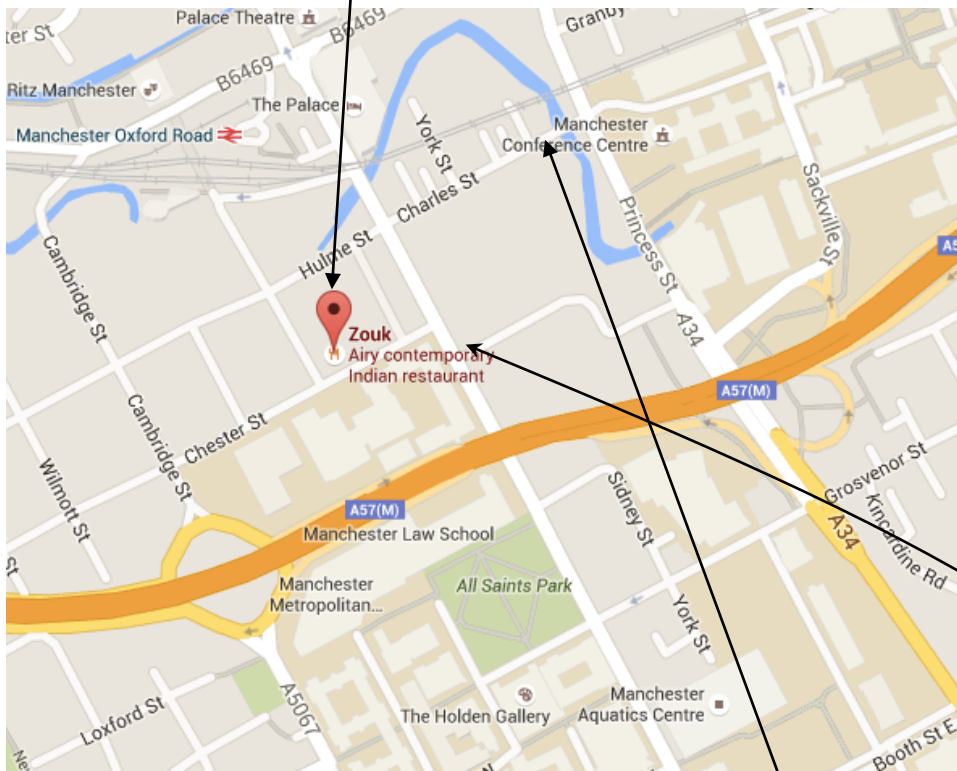 Palace Theatre
Granby
ter St
B6469
B6469
Ritz Manchester
The Palace
Manchester Oxford Road
York St
Manchester
Conference Centre
Charles St
Sackville St
Princess St
Hulme St
Cambridge St
A5
A34
Zouk
Airy contemporary
Indian restaurant
A57(M)
Cambridge St
Chester St
Wilmott St
Grosvenor St
Sidney St
A57(M)
Kincardine Rd
A34
Manchester Law School
St
Manchester
Metropolitan...
All Saints Park
York St
A5067
Loxford St
The Holden Gallery
Manchester
Aquatics Centre
Booth St E